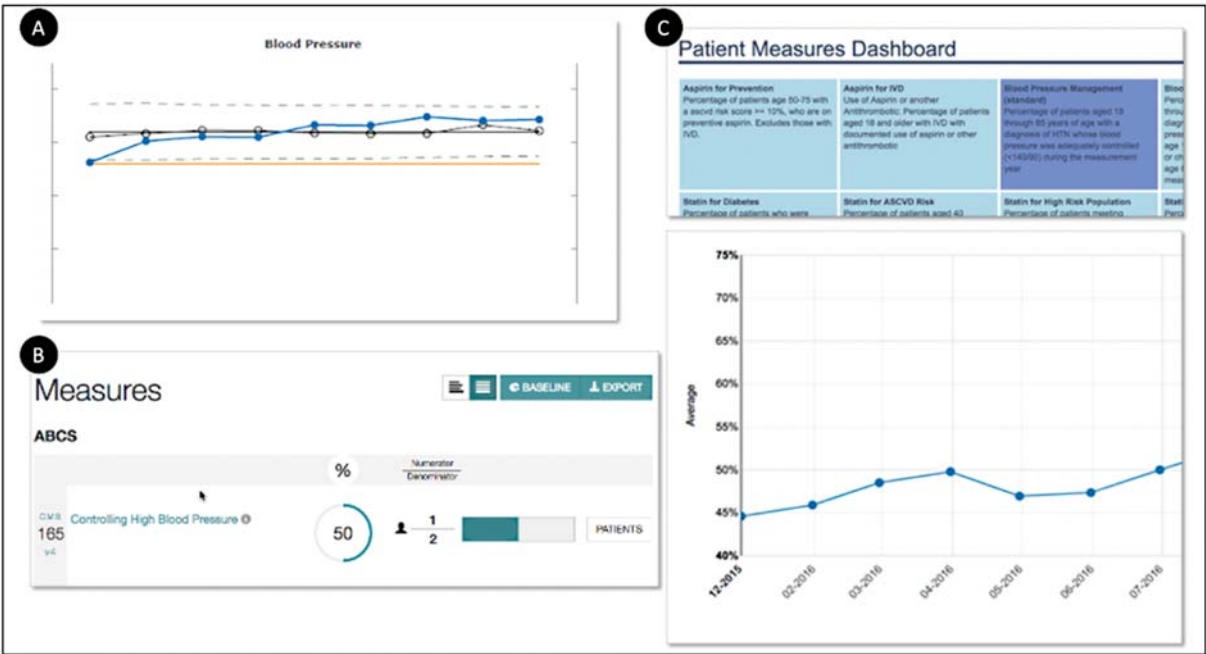 A
Blood Pressure
B
Measures
BASELINE
EXPORT
ABCS
%
Numerator
Denominator
CMS
165
v4
Controlling High Blood Pressure
50
1
2
PATIENTS
C
Patient Measures Dashboard
Aspirin for Prevention
Percentage of patients age 50-75 with
a ascvd risk score >= 10%, who are on
preventive aspirin. Excludes those with
IVD.
Aspirin for IVD
Use of Aspirin or another
Antithrombotic: Percentage of patients
aged 18 and older with IVD with
documented use of aspirin or other
antithrombotic
Blood Pressure Management
(standard)
Percentage of patients aged 18
through 85 years of age with a
diagnosis of HTN whose blood
pressure was adequately controlled
(<140/90) during the measurement
year
Statin for Diabetes
Percentage of patients who were
Statin for ASCVD Risk
Percentage of patients aged 40
Statin for High Risk Population
Percentage of patients meeting
75%
70%
65%
60%
55%
50%
45%
40%
Average
12-2015
02-2016
03-2016
04-2016
05-2016
06-2016
07-2016